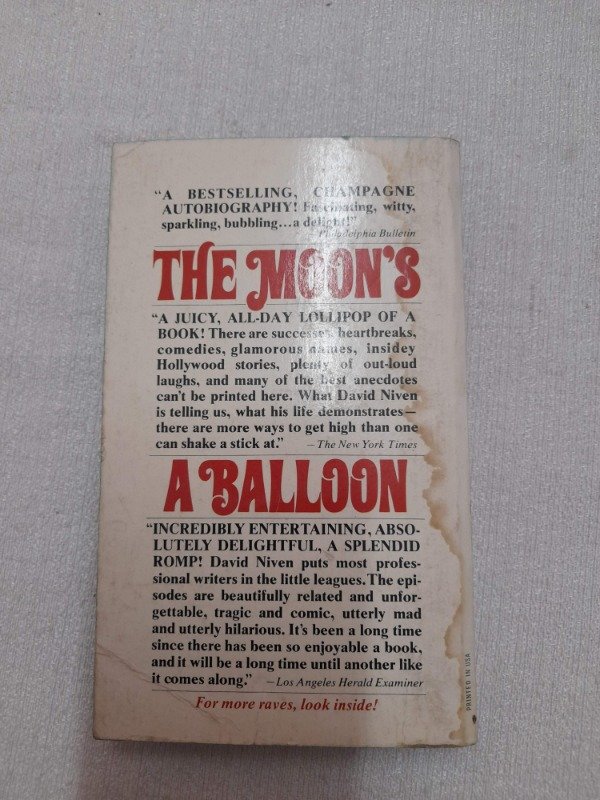 “A BESTSELLING, CHAMPAGNE
AUTOBIOGRAPHY! Fascinating, witty,
sparkling, bubbling...a delight!”
– Philadelphia Bulletin
THE MOON'S
“A JUICY, ALL-DAY LOLLIPOP OF A
BOOK! There are successes, heartbreaks,
comedies, glamorous names, insidey
Hollywood stories, plenty of out-loud
laughs, and many of the best anecdotes
can't be printed here. What David Niven
is telling us, what his life demonstrates—
there are more ways to get high than one
can shake a stick at.” – The New York Times
A BALLOON
“INCREDIBLY ENTERTAINING, ABSO-
LUTELY DELIGHTFUL, A SPLENDID
ROMP! David Niven puts most profes-
sional writers in the little leagues. The epi-
sodes are beautifully related and unfor-
gettable, tragic and comic, utterly mad
and utterly hilarious. It's been a long time
since there has been so enjoyable a book,
and it will be a long time until another like
it comes along.” – Los Angeles Herald Examiner
For more raves, look inside!
PRINTED IN USA